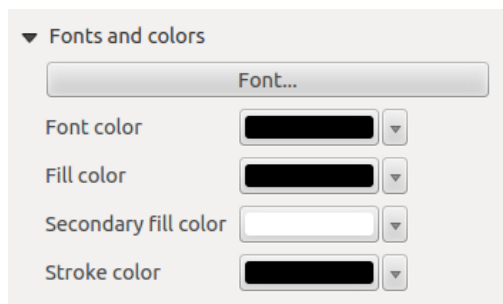 Fonts and colors
Font...
Font color
Fill color
Secondary fill color
Stroke color